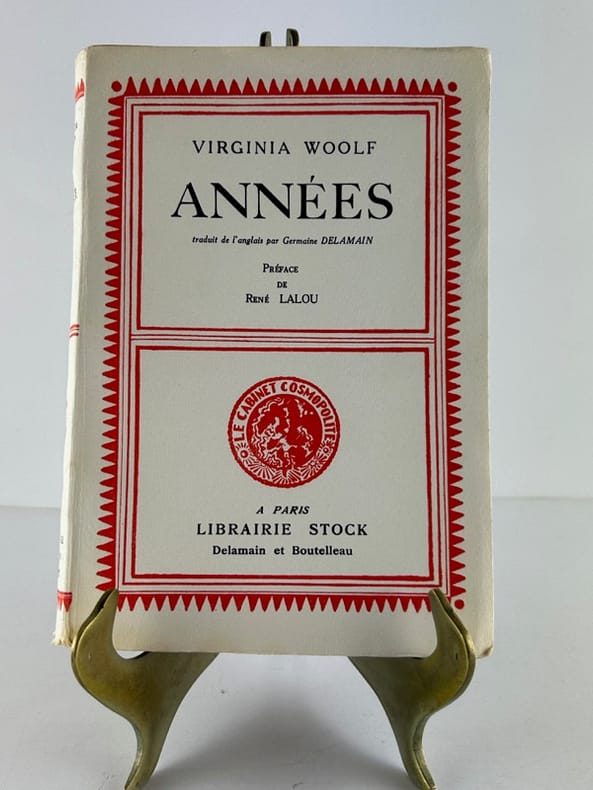 VIRGINIA WOOLF
ANNÉES
traduit de l'anglais par Germaine DELAMAIN
PRÉFACE
DE
RENÉ LALOU
LE CABINET COSMOPOLITE
A PARIS
LIBRAIRIE STOCK
Delamain et Boutelleau